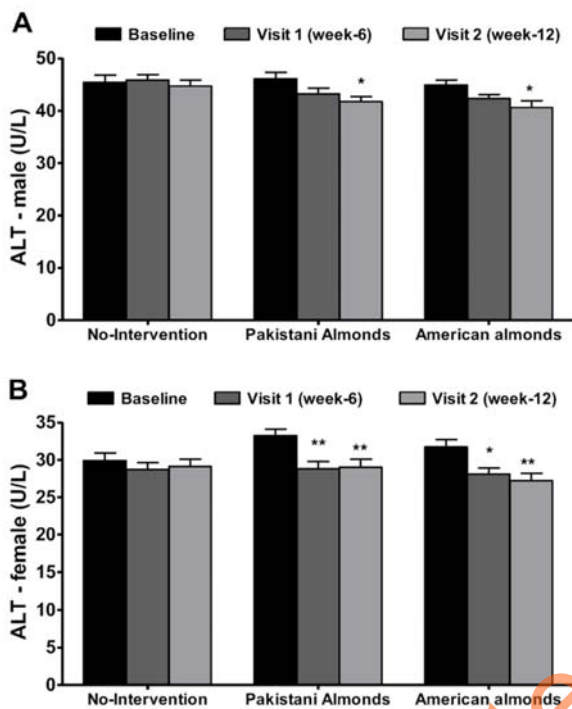 A
Baseline Visit 1 (week-6) Visit 2 (week-12)
ALT - male (U/L)
50
40
30
20
10
0
* *
No-Intervention Pakistani Almonds American almonds
B
Baseline Visit 1 (week-6) Visit 2 (week-12)
ALT - female (U/L)
35
30
25
20
15
10
5
0
** ** * **
No-Intervention Pakistani Almonds American almonds